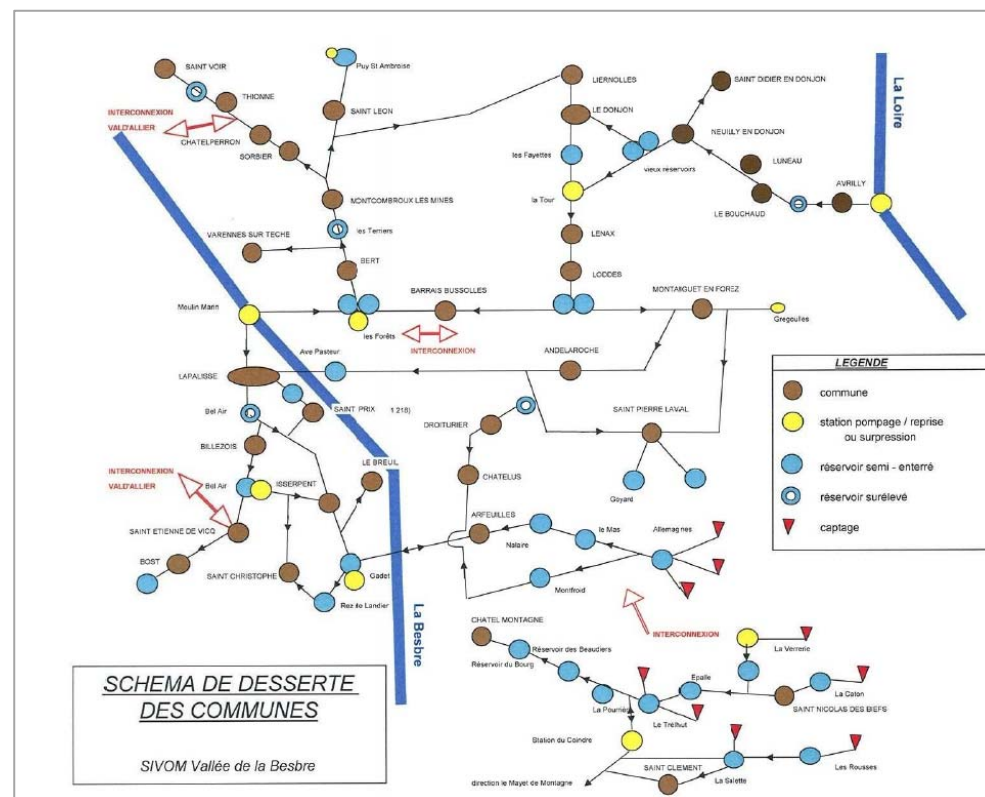 SAINT VOIR
THIONNE
INTERCONNEXION
VALD'ALLIER
CHATELPERRON
SORBIER
Puy St Ambroise
SAINT LEON
LIERNOLLES
LE DONJON
SAINT DIDIER EN DONJON
NEUILLY EN DONJON
La Loire
les Fayettes
vieux réservoirs
LUNEAU
AVRILLY
la Tour
LE BOUCHAUD
MONTCOMBROUX LES MINES
les Terriers
VARENNES SUR TECHE
BERT
LENAX
LODDES
Moulin Marin
BARRAIS BUSSOLLES
MONTAIGUET EN FOREZ
les Forêts
INTERCONNEXION
Gregoulles
Ave Pasteur
ANDELAROCHE
LAPALISSE
Bel Air
SAINT PRIX
1 218)
DROITURIER
SAINT PIERRE LAVAL
BILLEZOIS
LE BREUIL
INTERCONNEXION
VALD'ALLIER
Bel Air
ISSERPENT
CHATELUS
Goyard
SAINT ETIENNE DE VICQ
ARFEUILLES
le Mas
Allemagnes
Nataire
BOST
SAINT CHRISTOPHE
Gadet
Montfroid
Rez de Landier
La Besbre
INTERCONNEXION
CHATEL MONTAGNE
Réservoir des Beaudiers
Réservoir du Bourg
La Verrerie
Epalle
La Caton
La Pourrière
Le Trélhut
SAINT NICOLAS DES BIEFS
Station du Coindre
SAINT CLEMENT
La Salette
Les Rousses
direction le Mayet de Montagne
LEGENDE
commune
station pompage / reprise
ou surpression
réservoir semi - enterré
réservoir surélevé
captage
SCHEMA DE DESSERTE
DES COMMUNES
SIVOM Vallée de la Besbre